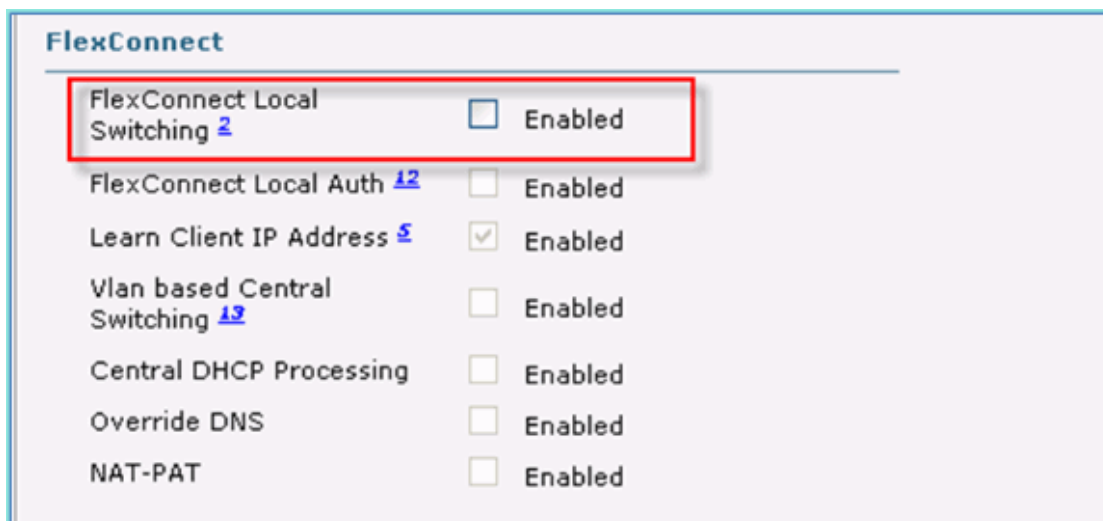 FlexConnect
FlexConnect Local
Switching 2
Enabled
FlexConnect Local Auth 12
Enabled
Learn Client IP Address 5
Enabled
Vlan based Central
Switching 13
Enabled
Central DHCP Processing
Enabled
Override DNS
Enabled
NAT-PAT
Enabled